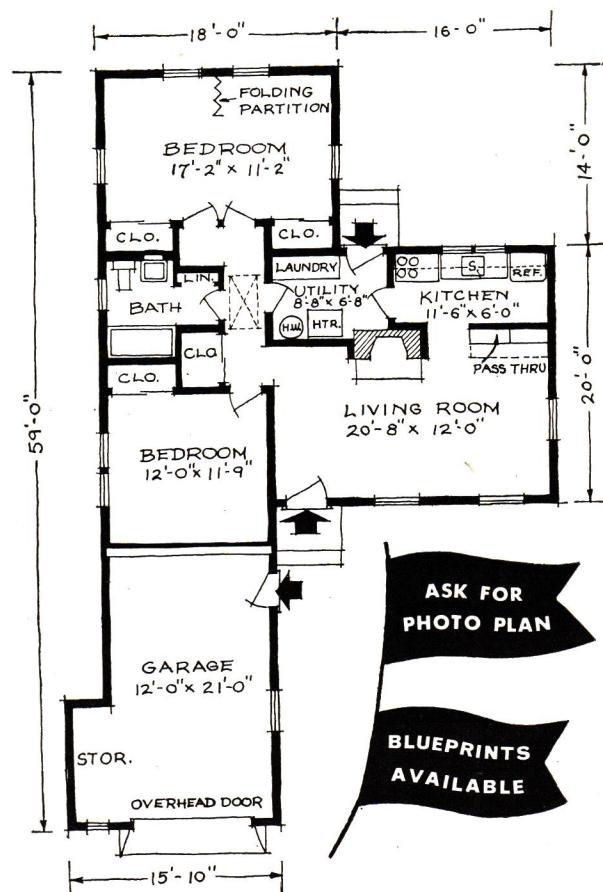 18'-0"
16'-0"
FOLDING
PARTITION
BEDROOM
17'-2" x 11'-2"
14'-0"
CLO.
CLO.
LAUNDRY
S.
REF.
LIN.
UTILITY
8'-8" x 6'-8"
KITCHEN
11'-6" x 6'-0"
BATH
H.W.
HTR.
CLO
PASS THRU
CLO.
20'-0"
59'-0"
LIVING ROOM
20'-8" x 12'-0"
BEDROOM
12'-0" x 11'-9"
ASK FOR
PHOTO PLAN
GARAGE
12'-0" x 21'-0"
STOR.
BLUEPRINTS
AVAILABLE
OVERHEAD DOOR
15'-10"